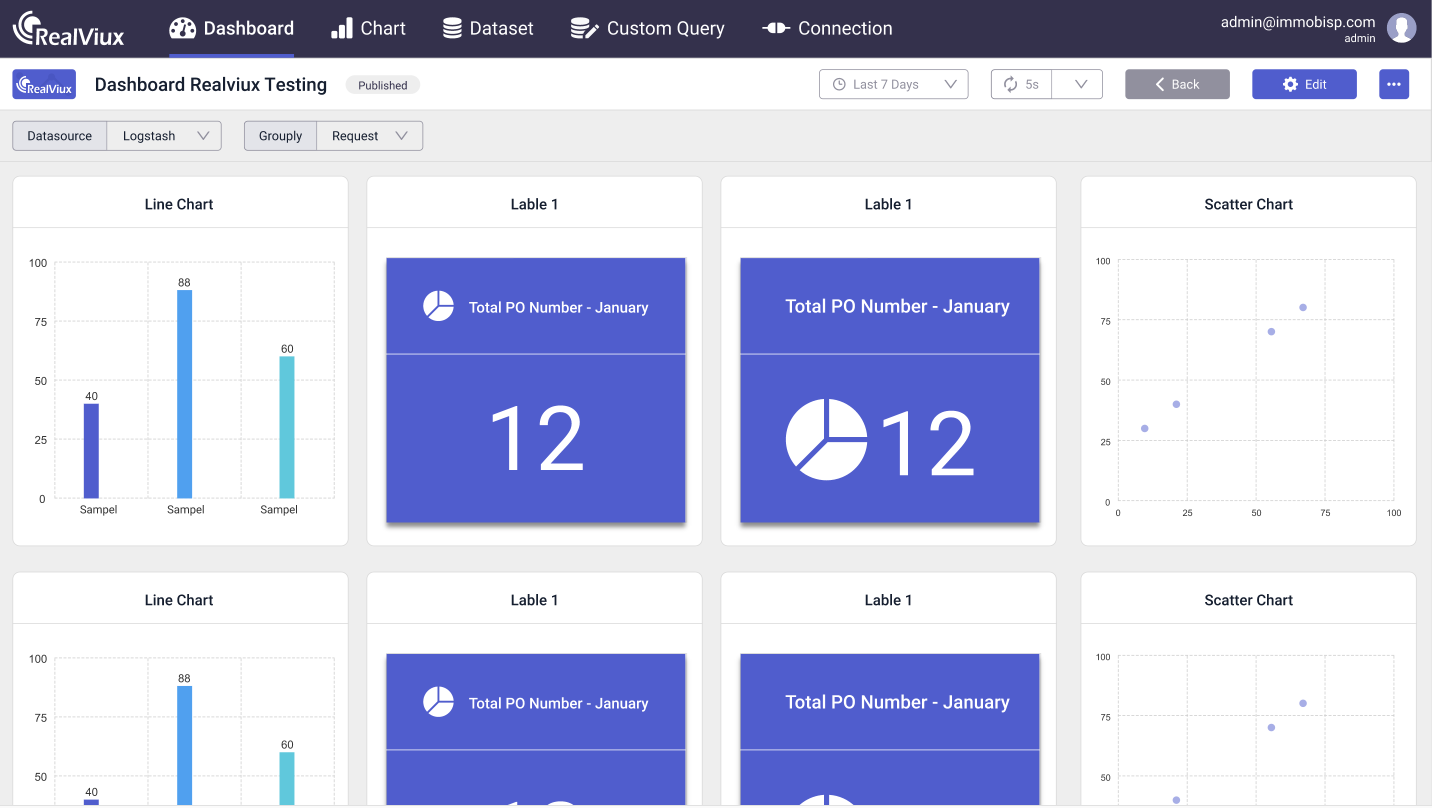 RealViux
Dashboard
Chart
Dataset
Custom Query
Connection
admin@immobisp.com
admin
RealViux
Dashboard Realviux Testing
Published
Last 7 Days
5s
Back
Edit
Datasource
Logstash
Grouply
Request
Line Chart
100
75
50
25
0
40
88
60
Sampel
Sampel
Sampel
Lable 1
Total PO Number - January
12
Lable 1
Total PO Number - January
12
Scatter Chart
100
75
50
25
0
0
25
50
75
100
Line Chart
100
75
50
40
88
60
Lable 1
Total PO Number - January
Lable 1
Total PO Number - January
Scatter Chart
100
75
50